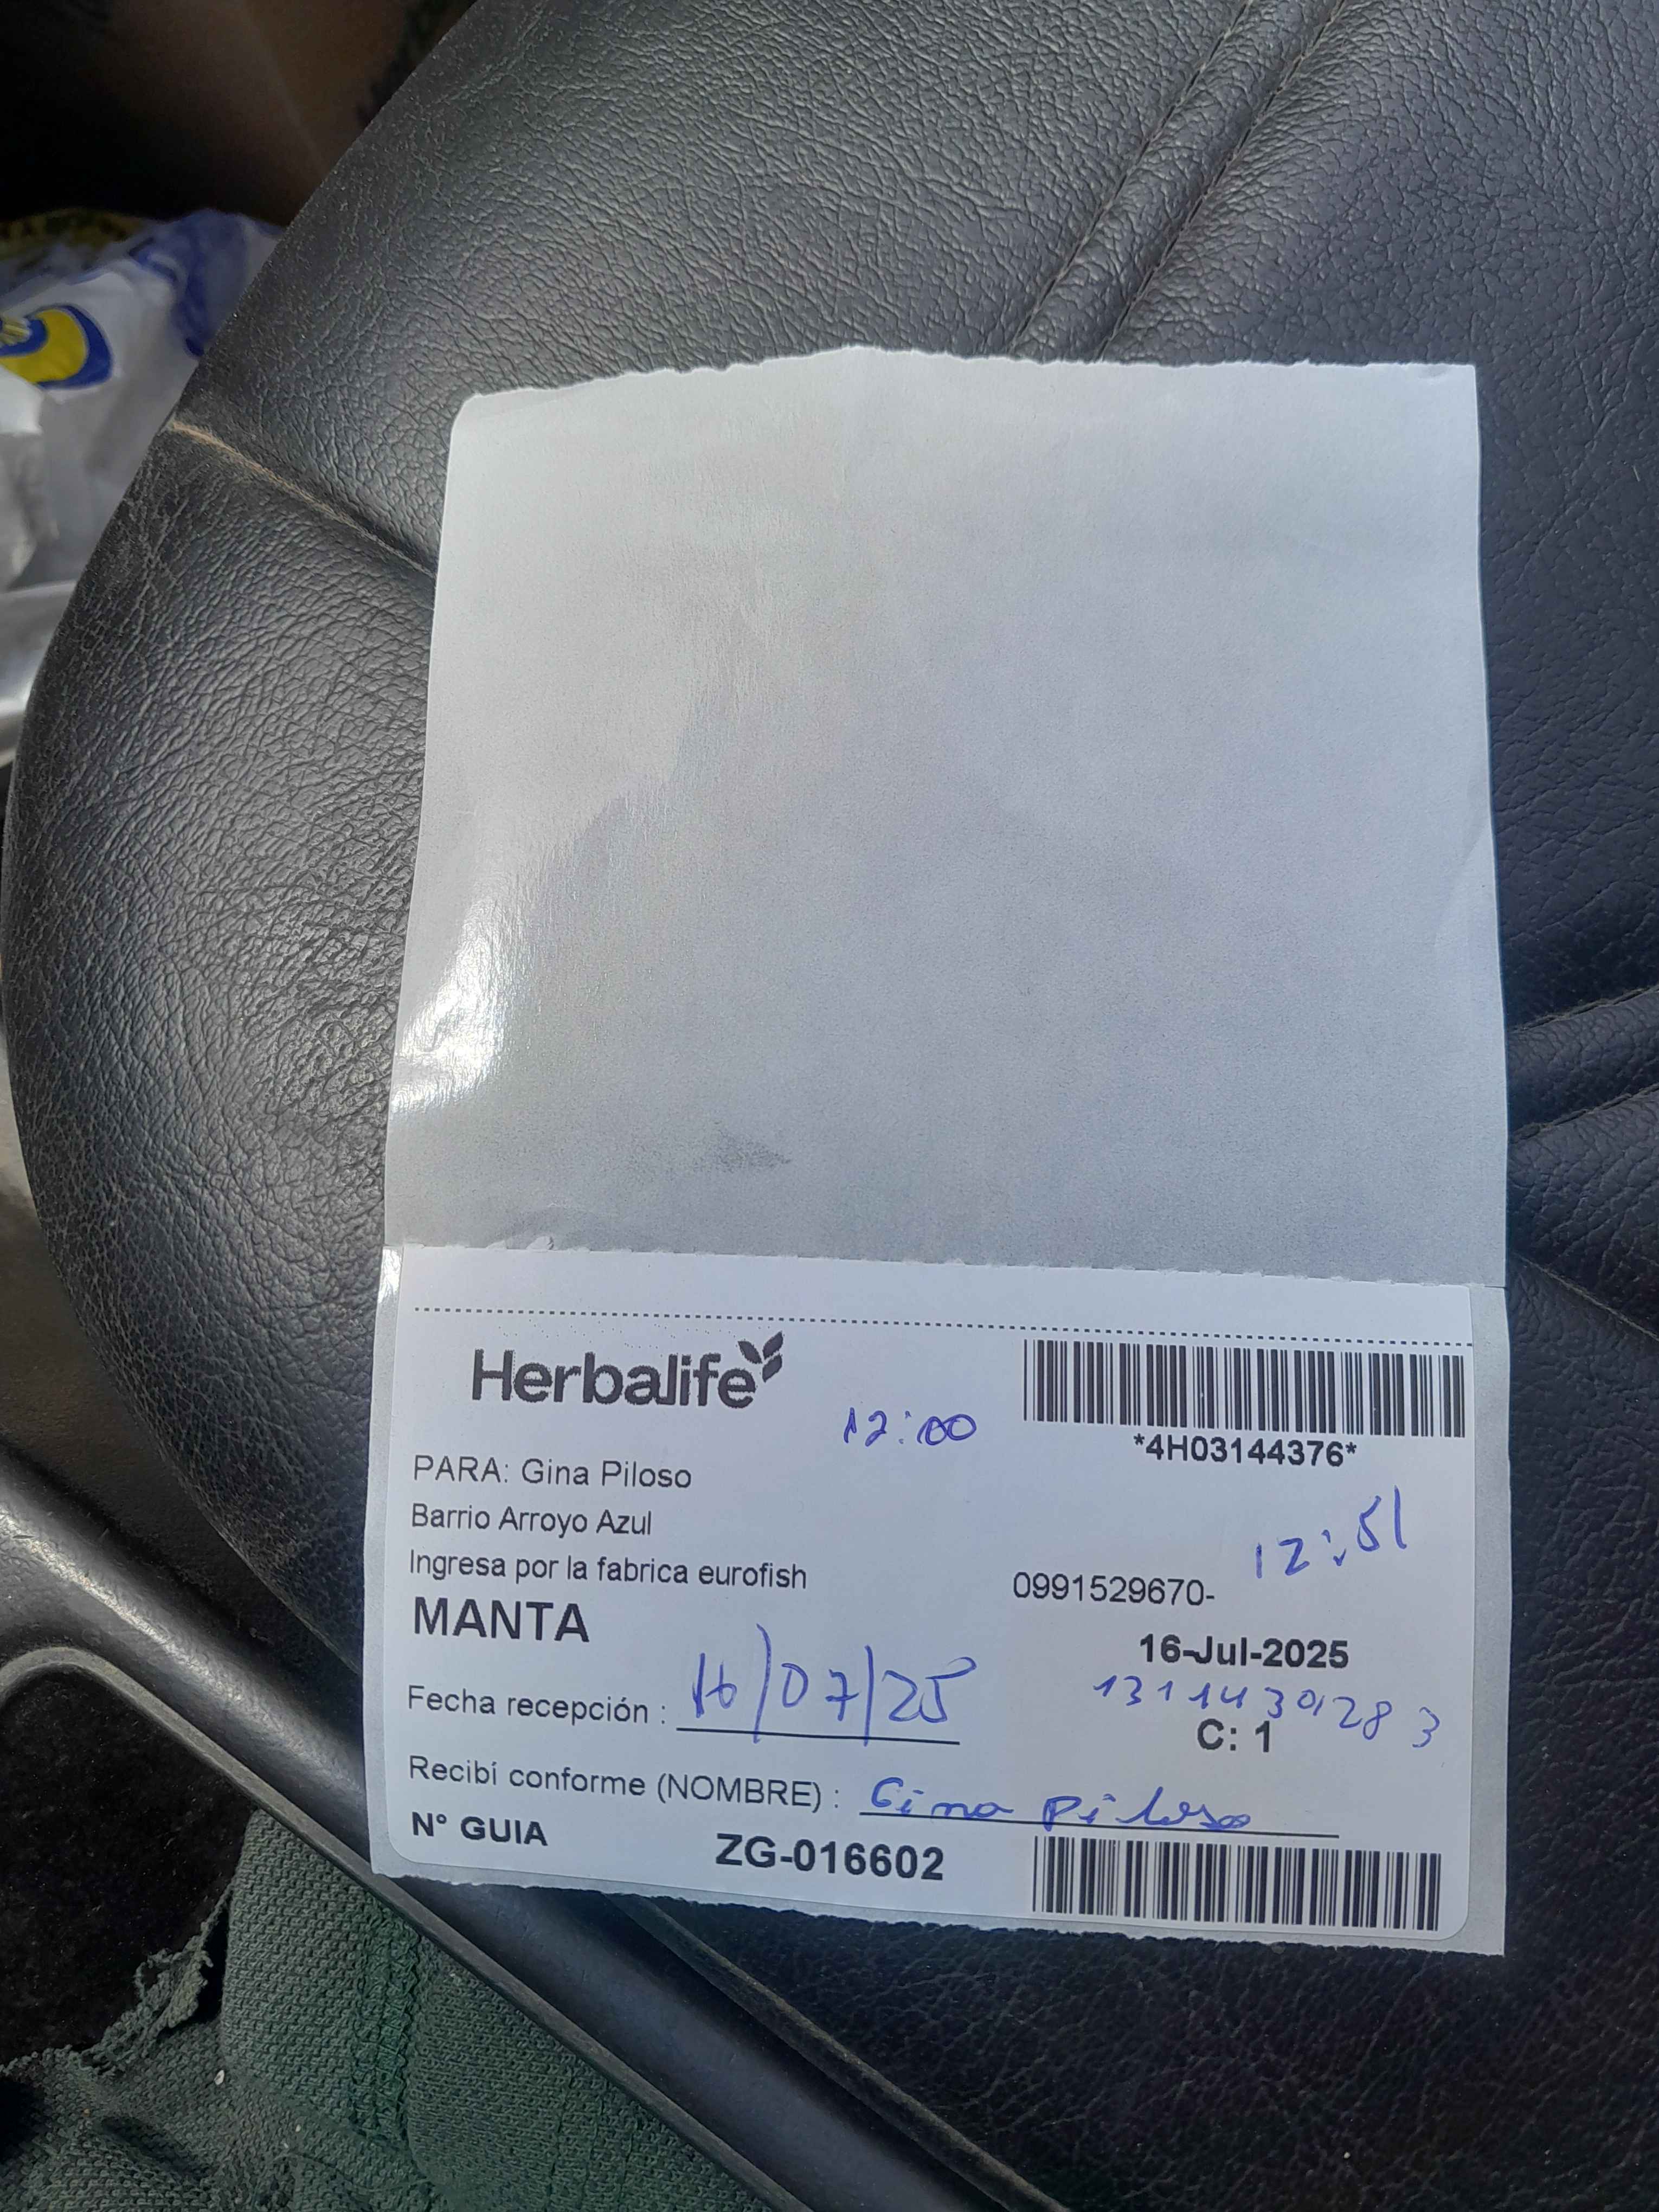 Herbalife
12:00
*4H03144376*
PARA: Gina Piloso
Barrio Arroyo Azul
12:51
Ingresa por la fabrica eurofish
0991529670-
MANTA
16-Jul-2025
Fecha recepción : 16/07/25
C: 1
Recibí conforme (NOMBRE) : Gina Piloso
N° GUIA ZG-016602